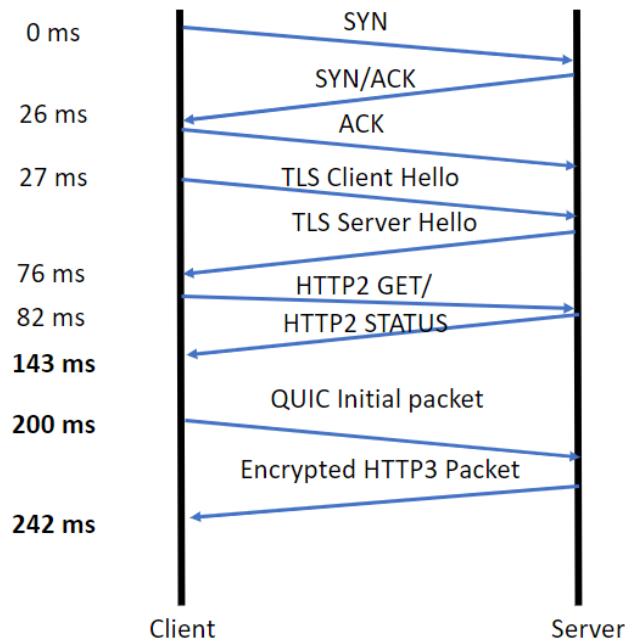 0 ms
SYN
SYN/ACK
26 ms
ACK
27 ms
TLS Client Hello
TLS Server Hello
76 ms
HTTP2 GET/
82 ms
HTTP2 STATUS
143 ms
QUIC Initial packet
200 ms
Encrypted HTTP3 Packet
242 ms
Client
Server